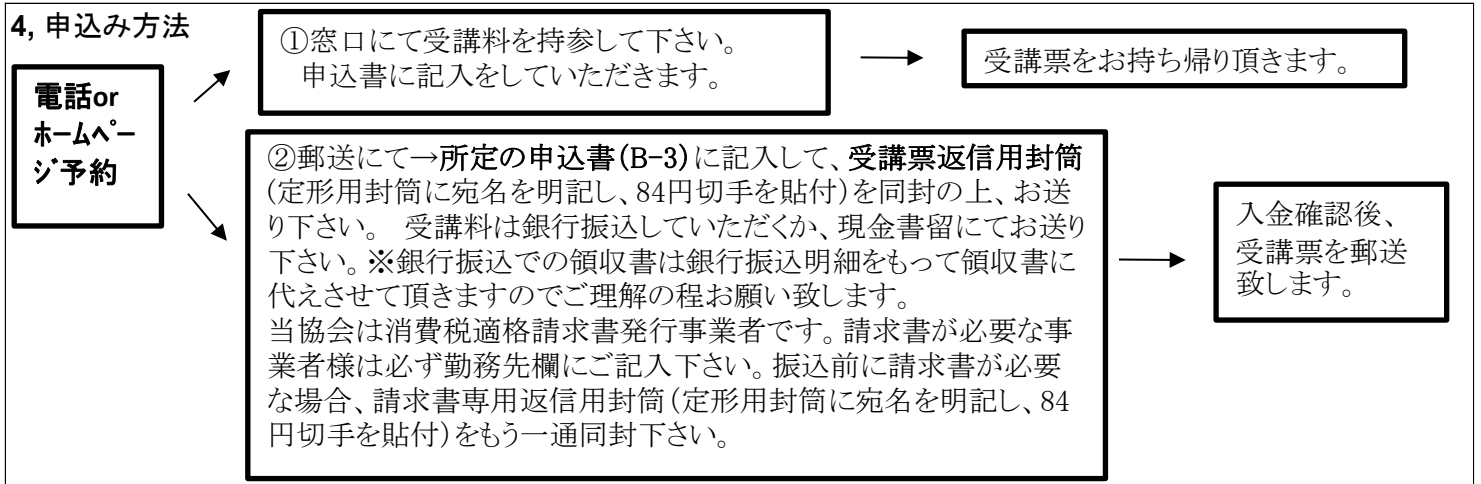 4, 申込み方法
電話or
ホームペー
ジ予約
①窓口にて受講料を持参して下さい。
申込書に記入をしていただきます。
受講票をお持ち帰り頂きます。
②郵送にて→所定の申込書(B-3)に記入して、受講票返信用封筒
(定形用封筒に宛名を明記し、84円切手を貼付)を同封の上、お送
り下さい。 受講料は銀行振込していただくか、現金書留にてお送り
下さい。※銀行振込での領収書は銀行振込明細をもって領収書に
代えさせて頂きますのでご理解の程お願い致します。
当協会は消費税適格請求書発行事業者です。請求書が必要な事
業者様は必ず勤務先欄にご記入下さい。振込前に請求書が必要
な場合、請求書専用返信用封筒(定形用封筒に宛名を明記し、84
円切手を貼付)をもう一通同封下さい。
入金確認後、
受講票を郵送
致します。